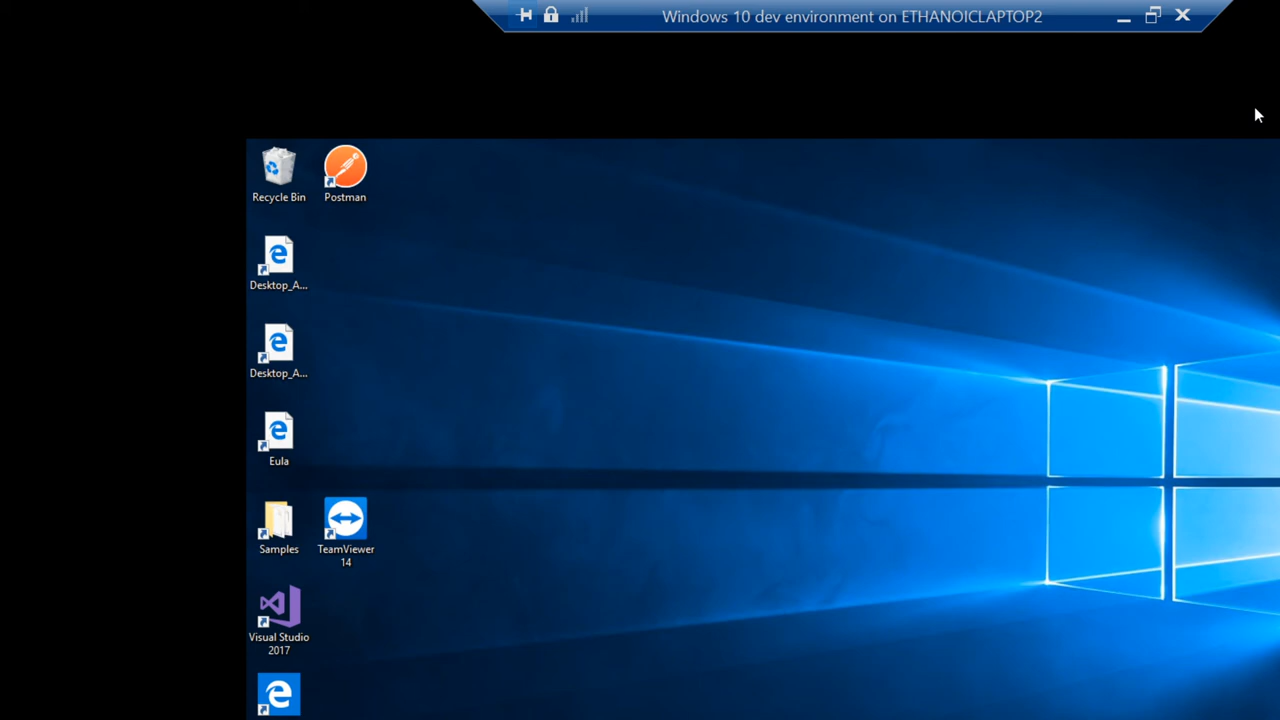 Windows 10 dev environment on ETHANOICLAPTOP2
Recycle Bin
Postman
Desktop_A...
Desktop_A...
Eula
Samples
TeamViewer
14
Visual Studio
2017